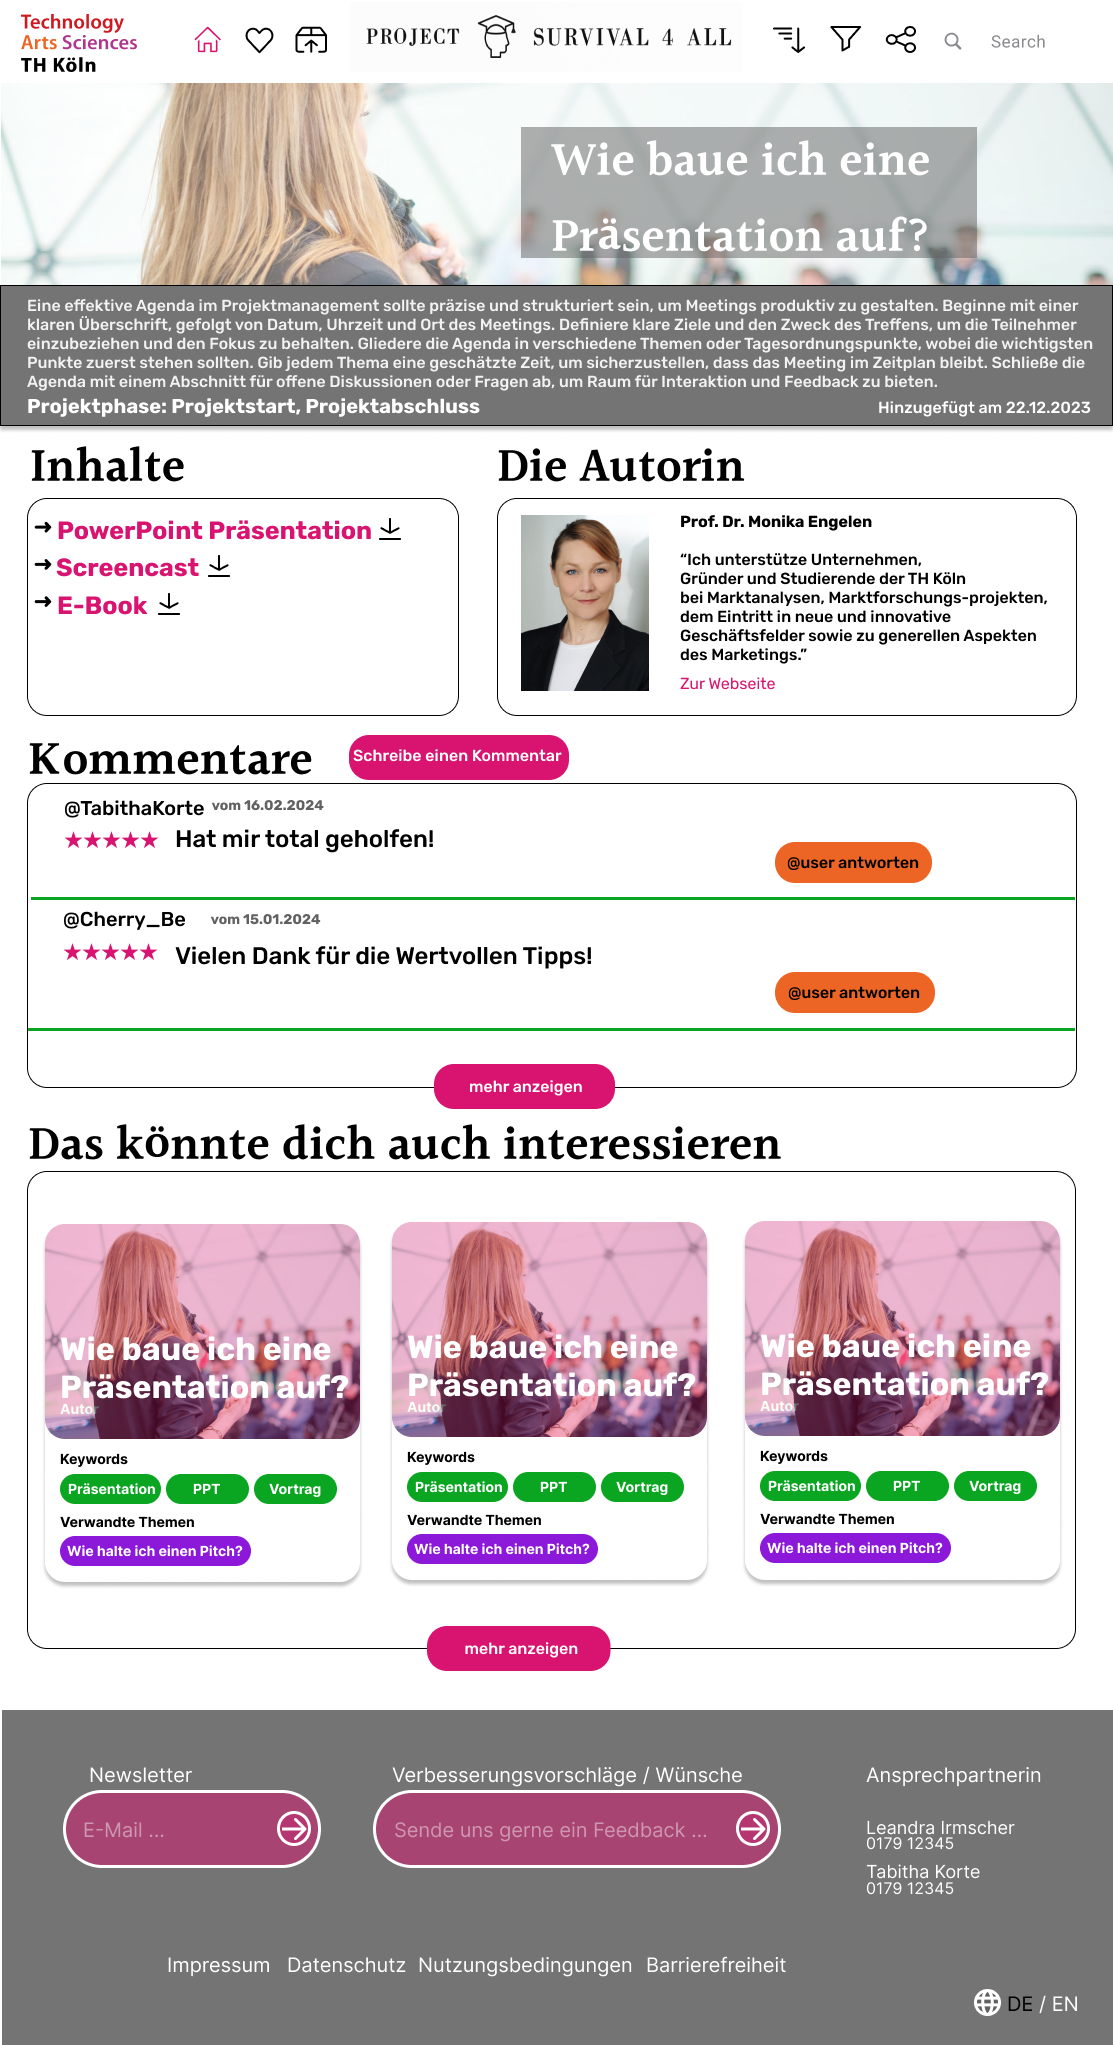 Technology
Arts Sciences
TH Köln
PROJECT SURVIVAL 4 ALL
Search
Wie baue ich eine
Präsentation auf?
Eine effektive Agenda im Projektmanagement sollte präzise und strukturiert sein, um Meetings produktiv zu gestalten. Beginne mit einer
klaren Überschrift, gefolgt von Datum, Uhrzeit und Ort des Meetings. Definiere klare Ziele und den Zweck des Treffens, um die Teilnehmer
einzubeziehen und den Fokus zu behalten. Gliedere die Agenda in verschiedene Themen oder Tagesordnungspunkte, wobei die wichtigsten
Punkte zuerst stehen sollten. Gib jedem Thema eine geschätzte Zeit, um sicherzustellen, dass das Meeting im Zeitplan bleibt. Schließe die
Agenda mit einem Abschnitt für offene Diskussionen oder Fragen ab, um Raum für Interaktion und Feedback zu bieten.
Projektphase: Projektstart, Projektabschluss
Hinzugefügt am 22.12.2023
Inhalte
➞ PowerPoint Präsentation
➞ Screencast
➞ E-Book
Die Autorin
Prof. Dr. Monika Engelen
“Ich unterstütze Unternehmen,
Gründer und Studierende der TH Köln
bei Marktanalysen, Marktforschungs-projekten,
dem Eintritt in neue und innovative
Geschäftsfelder sowie zu generellen Aspekten
des Marketings.”
Zur Webseite
Kommentare
Schreibe einen Kommentar
@TabithaKorte vom 16.02.2024
★★★★★ Hat mir total geholfen!
@user antworten
@Cherry_Be vom 15.01.2024
★★★★★ Vielen Dank für die Wertvollen Tipps!
@user antworten
mehr anzeigen
Das könnte dich auch interessieren
Wie baue ich eine
Präsentation auf?
Autor
Keywords
Präsentation PPT Vortrag
Verwandte Themen
Wie halte ich einen Pitch?
Wie baue ich eine
Präsentation auf?
Autor
Keywords
Präsentation PPT Vortrag
Verwandte Themen
Wie halte ich einen Pitch?
Wie baue ich eine
Präsentation auf?
Autor
Keywords
Präsentation PPT Vortrag
Verwandte Themen
Wie halte ich einen Pitch?
mehr anzeigen
Newsletter
E-Mail ...
Verbesserungsvorschläge / Wünsche
Sende uns gerne ein Feedback ...
Ansprechpartnerin
Leandra Irmscher
0179 12345
Tabitha Korte
0179 12345
Impressum Datenschutz Nutzungsbedingungen Barrierefreiheit
DE / EN